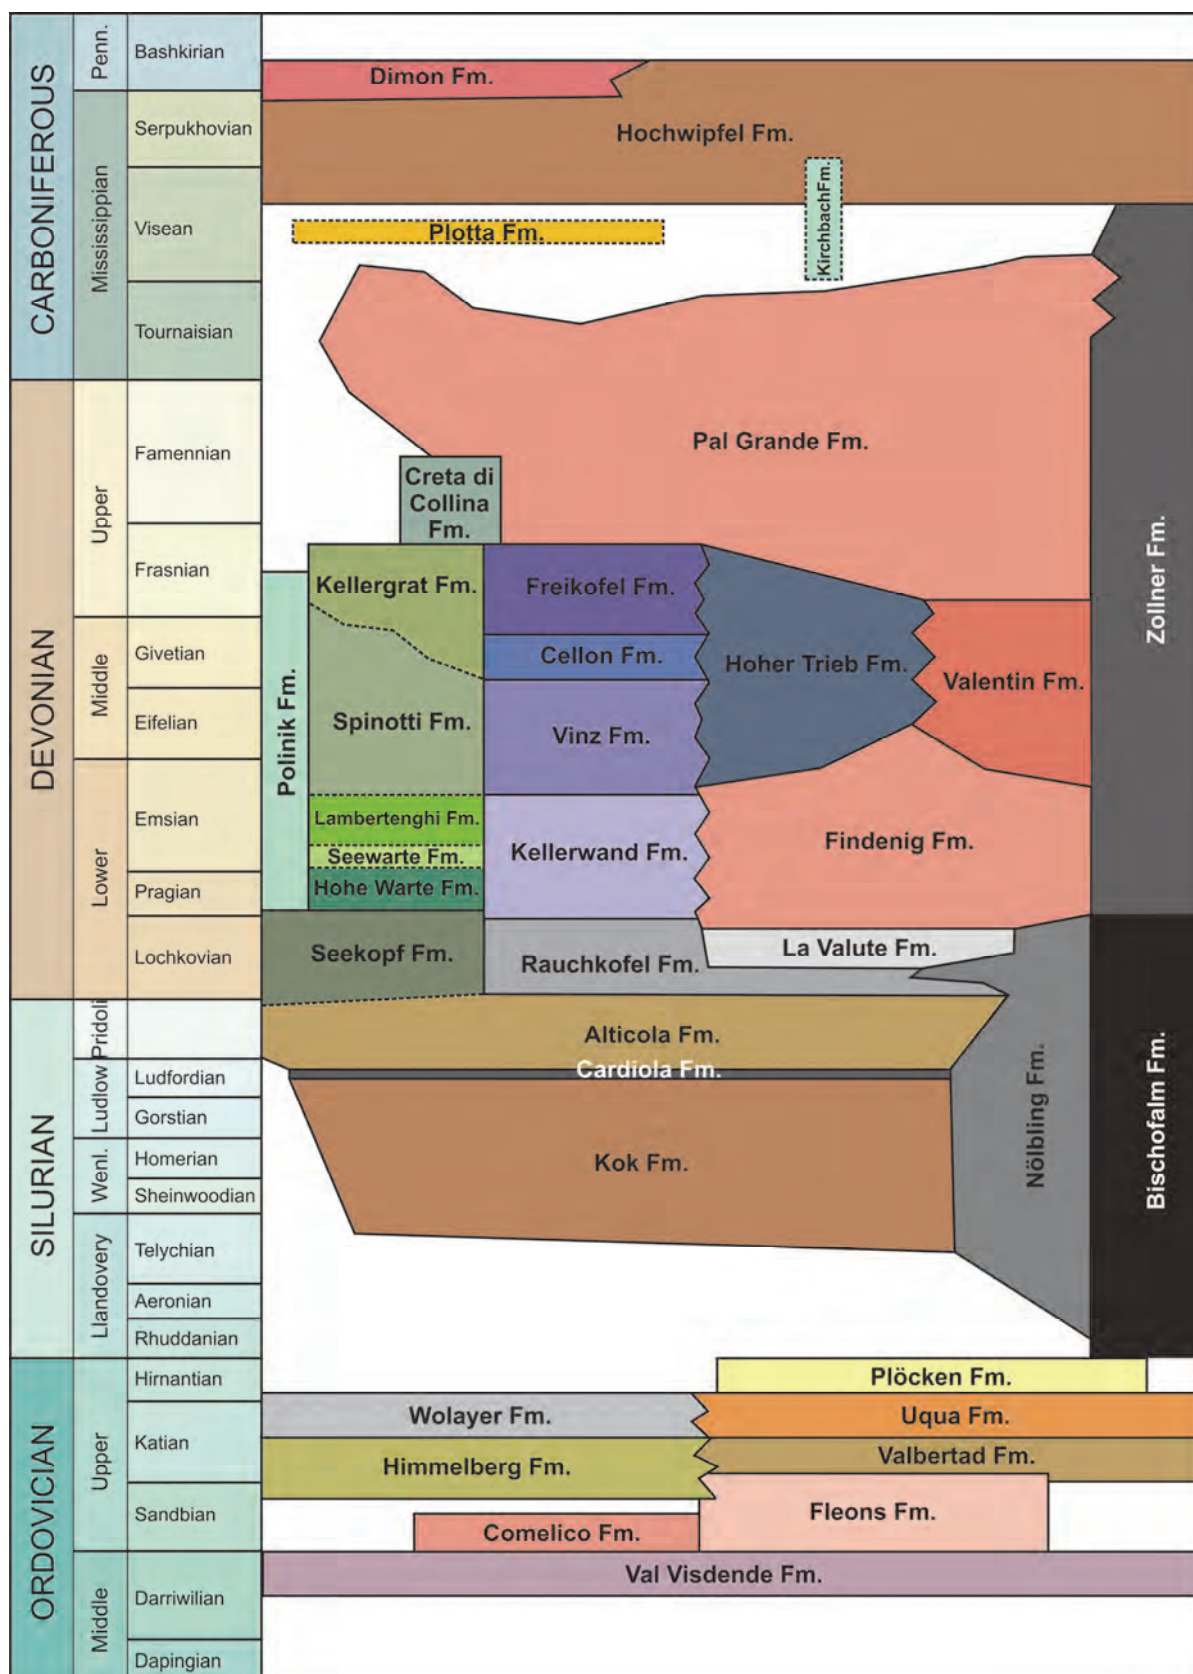 CARBONIFEROUS
Penn.
Bashkirian
Mississippian
Serpukhovian
Visean
Tournaisian
DEVONIAN
Upper
Famennian
Frasnian
Middle
Givetian
Eifelian
Lower
Emsian
Pragian
Lochkovian
SILURIAN
Pridoli
Ludlow
Ludfordian
Gorstian
Wenl.
Homerian
Sheinwoodian
Llandovery
Telychian
Aeronian
Rhuddanian
ORDOVICIAN
Upper
Hirnantian
Katian
Sandbian
Middle
Darriwilian
Dapingian
Dimon Fm.
Hochwipfel Fm.
KirchbachFm.
Plotta Fm.
Pal Grande Fm.
Creta di
Collina
Fm.
Zollner Fm.
Polinik Fm.
Kellergrat Fm.
Freikofel Fm.
Cellon Fm.
Hoher Trieb Fm.
Valentin Fm.
Spinotti Fm.
Vinz Fm.
Lambertenghi Fm.
Seewarte Fm.
Hohe Warte Fm.
Kellerwand Fm.
Findenig Fm.
Seekopf Fm.
Rauchkofel Fm.
La Valute Fm.
Alticola Fm.
Cardiola Fm.
Kok Fm.
Nölbling Fm.
Bischofalm Fm.
Plöcken Fm.
Wolayer Fm.
Uqua Fm.
Himmelberg Fm.
Valbertad Fm.
Comelico Fm.
Fleons Fm.
Val Visdende Fm.